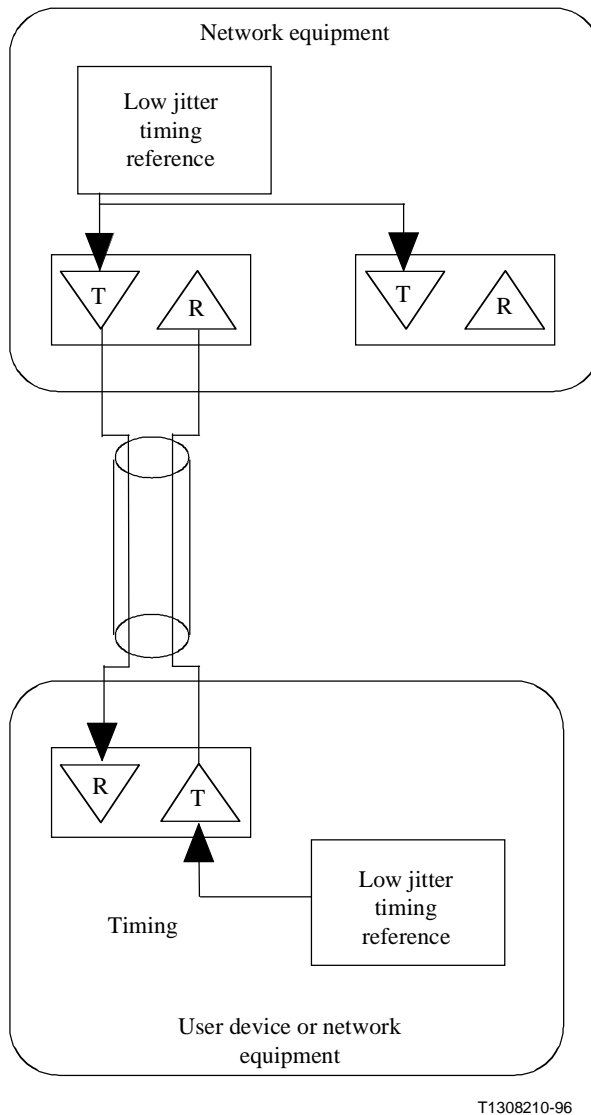 Network equipment
Low jitter
timing
reference
T
R
T
R
R
T
Low jitter
timing
reference
Timing
User device or network
equipment
T1308210-96